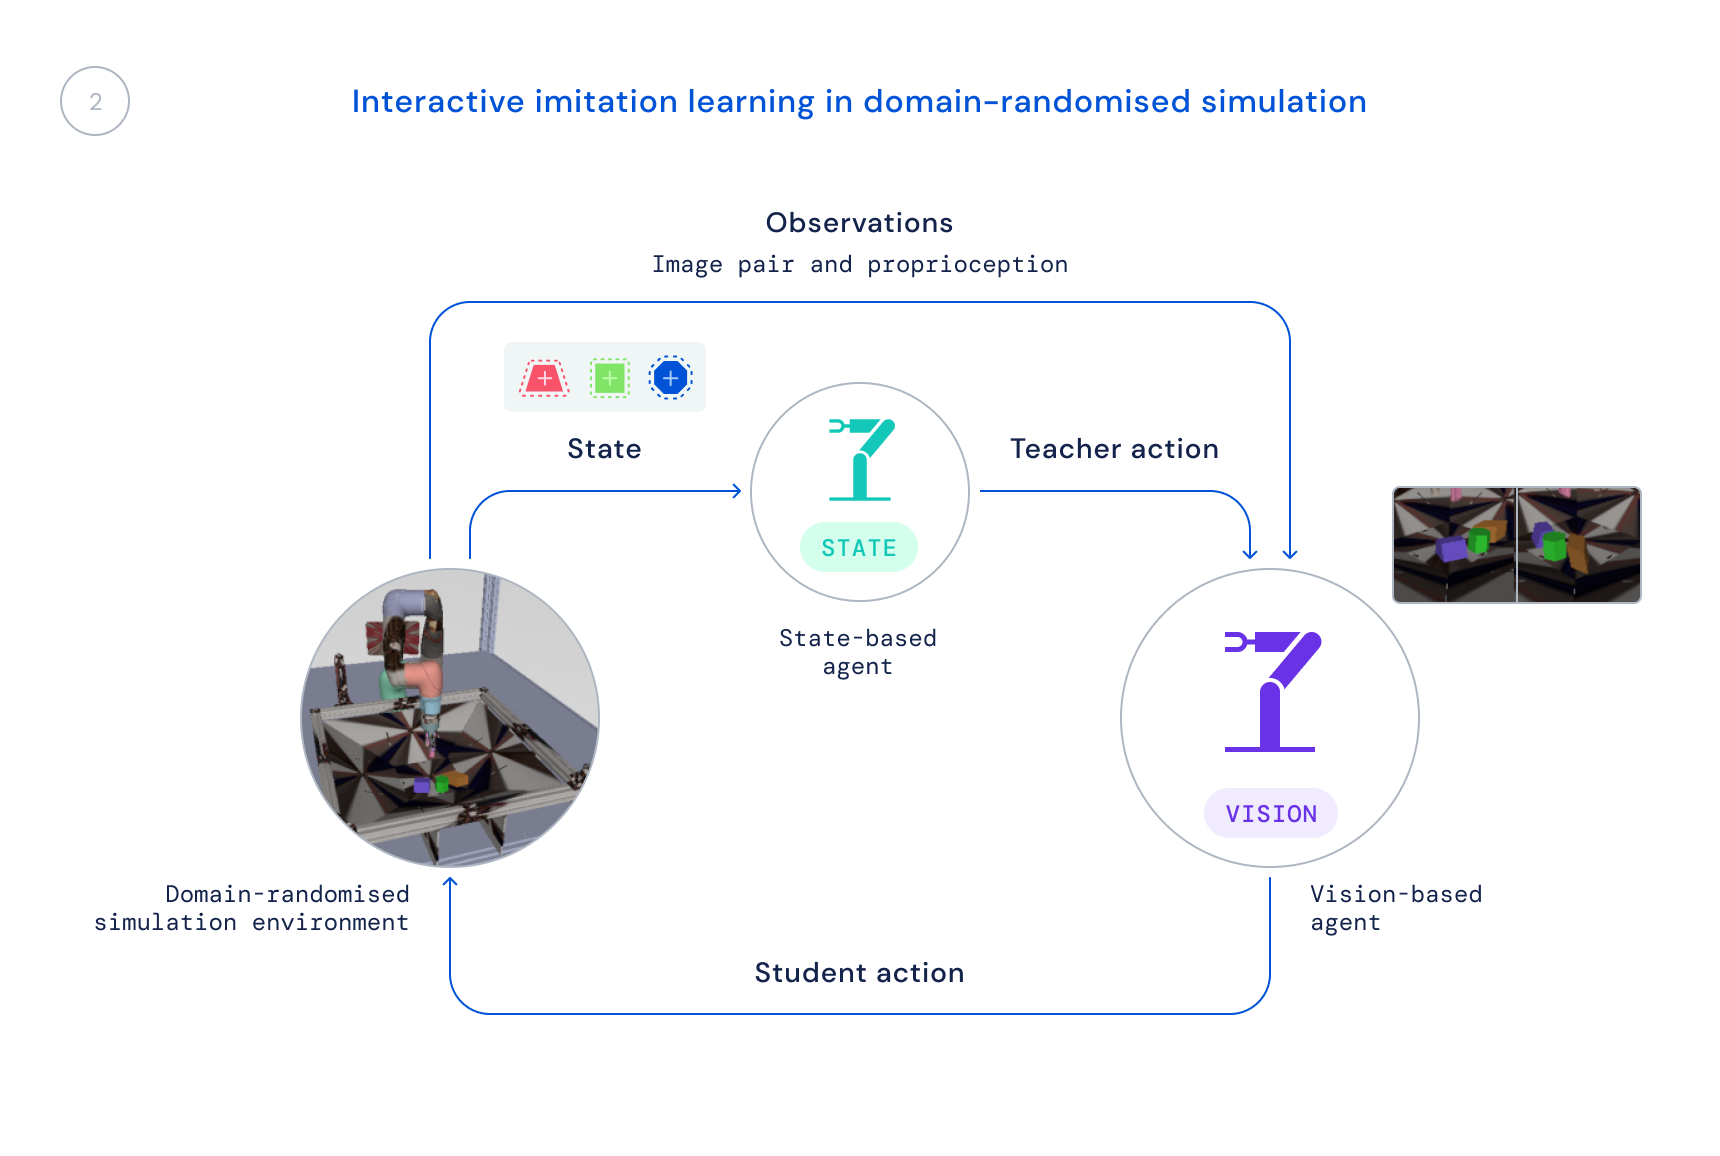 2
Interactive imitation learning in domain-randomised simulation
Observations
Image pair and proprioception
State
Teacher action
STATE
State-based
agent
VISION
Domain-randomised
simulation environment
Vision-based
agent
Student action